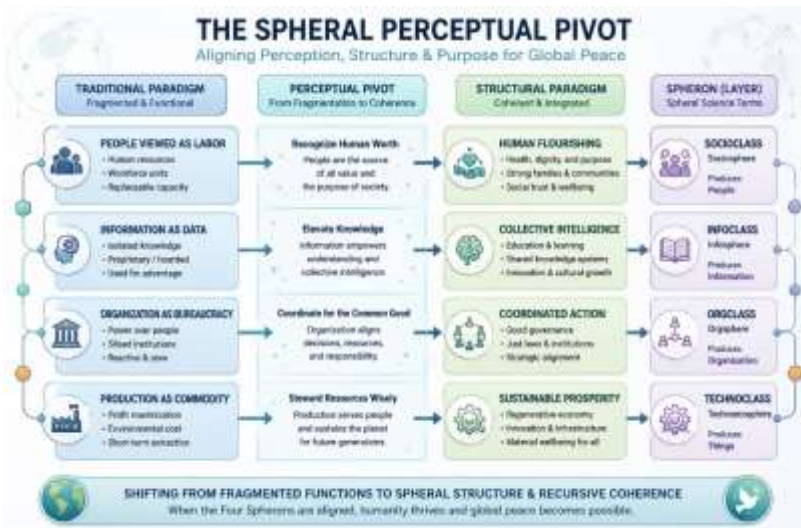 THE SPHERAL PERCEPTUAL PIVOT
Aligning Perception, Structure & Purpose for Global Peace
TRADITIONAL PARADIGM
Fragmented & Functional
PERCEPTUAL PIVOT
From Fragmentation to Coherence
STRUCTURAL PARADIGM
Coherent & Integrated
SPHERON (LAYER)
Spheral Science Terms
PEOPLE VIEWED AS LABOR
• Human resources
• Workforce units
• Replaceable capacity
Recognize Human Worth
People are the source
of all value and
the purpose of society.
HUMAN FLOURISHING
• Health, dignity, and purpose
• Strong families & communities
• Social trust & wellbeing
SOCIOCLASS
Sociosphere
Produces
People
INFORMATION AS DATA
• Isolated knowledge
• Proprietary / hoarded
• Used for advantage
Elevate Knowledge
Information empowers
understanding and
collective intelligence.
COLLECTIVE INTELLIGENCE
• Education & learning
• Shared knowledge systems
• Innovation & cultural growth
INFOCLASS
Infosphere
Produces
Information
ORGANIZATION AS BUREAUCRACY
• Power over people
• Siloed institutions
• Reactive & slow
Coordinate for the Common Good
Organization aligns
decisions, resources,
and responsibility.
COORDINATED ACTION
• Good governance
• Just laws & institutions
• Strategic alignment
ORGCLASS
Orgsphere
Produces
Organization
PRODUCTION AS COMMODITY
• Profit maximization
• Environmental cost
• Short-term extraction
Steward Resources Wisely
Production serves people
and sustains the planet
for future generations.
SUSTAINABLE PROSPERITY
• Regenerative economy
• Innovation & infrastructure
• Material wellbeing for all
TECHNOCLASS
Produces
Things
SHIFTING FROM FRAGMENTED FUNCTIONS TO SPHERAL STRUCTURE & RECURSIVE COHERENCE
When the Four Spherons are aligned, humanity thrives and global peace becomes possible.